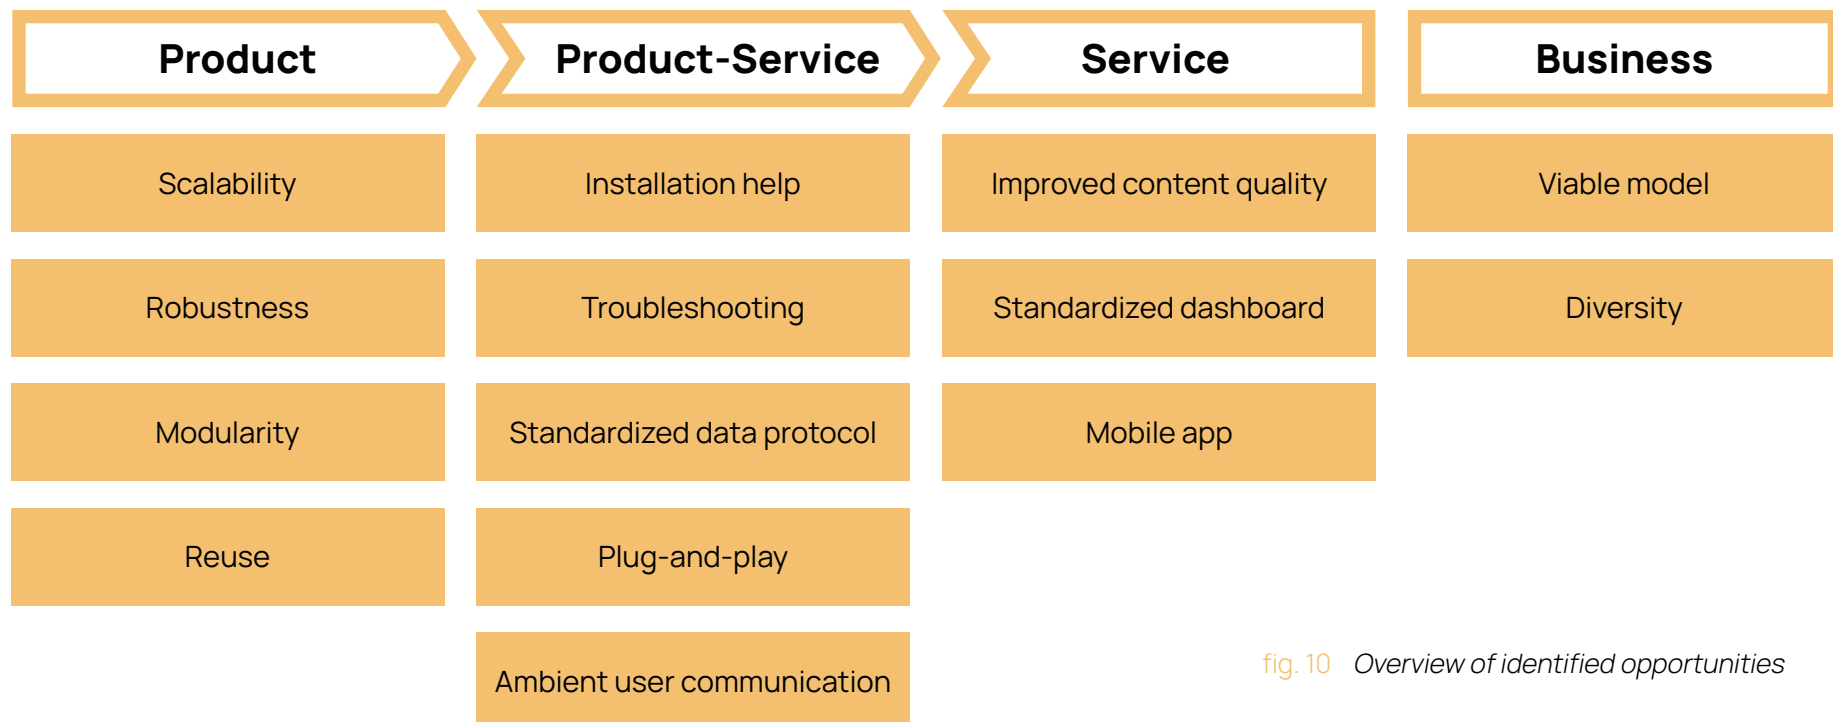 Product
Product-Service
Service
Business
Scalability
Installation help
Improved content quality
Viable model
Robustness
Troubleshooting
Standardized dashboard
Diversity
Modularity
Standardized data protocol
Mobile app
Reuse
Plug-and-play
Ambient user communication
fig. 10 Overview of identified opportunities